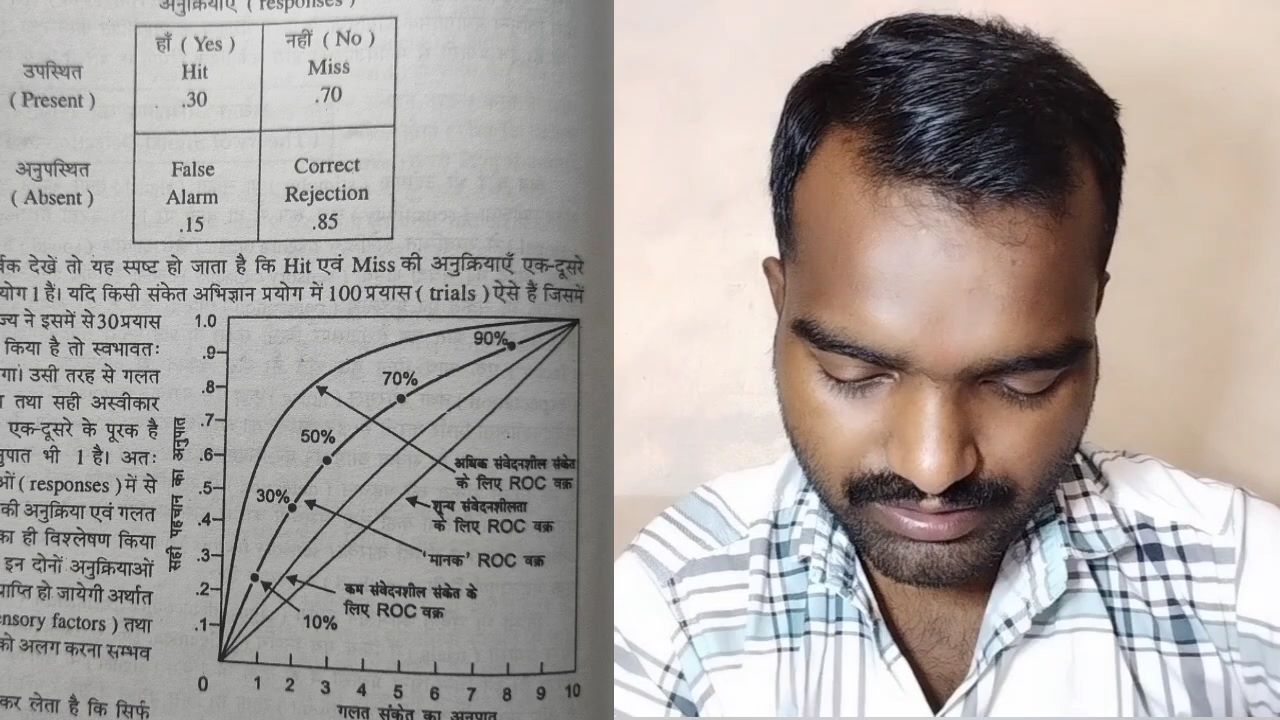 अनुक्रियाएँ ( responses )
हाँ ( Yes ) नहीं ( No )
उपस्थित Hit Miss
( Present ) .30 .70
अनुपस्थित False Correct
( Absent ) Alarm Rejection
.15 .85
देखें तो यह स्पष्ट हो जाता है कि Hit एवं Miss की अनुक्रियाएँ एक-दूसरे
1 है। यदि किसी संकेत अभिज्ञान प्रयोग में 100 प्रयास ( trials ) ऐसे हैं जिसमें
ने इसमें से 30 प्रयास
किया है तो स्वभावतः
उसी तरह से गलत
तथा सही अस्वीकार
एक-दूसरे के पूरक है
भी 1 है। अतः
( responses ) में से
की अनुक्रिया एवं गलत
का ही विश्लेषण किया
इन दोनों अनुक्रियाओं
हो जायेगी अर्थात
factors ) तथा
को अलग करना सम्भव
कर लेता है कि सिर्फ
1.0
.9
.8
.7
.6
.5
.4
.3
.2
.1
सही पहचान का अनुपात
90%
70%
50%
30%
10%
अधिक संवेदनशील संकेत
के लिए ROC वक्र
शून्य संवेदनशीलता
के लिए ROC वक्र
'मानक' ROC वक्र
कम संवेदनशील संकेत के
लिए ROC वक्र
0 1 2 3 4 5 6 7 8 9 10
गलत संकेत का अनुपात